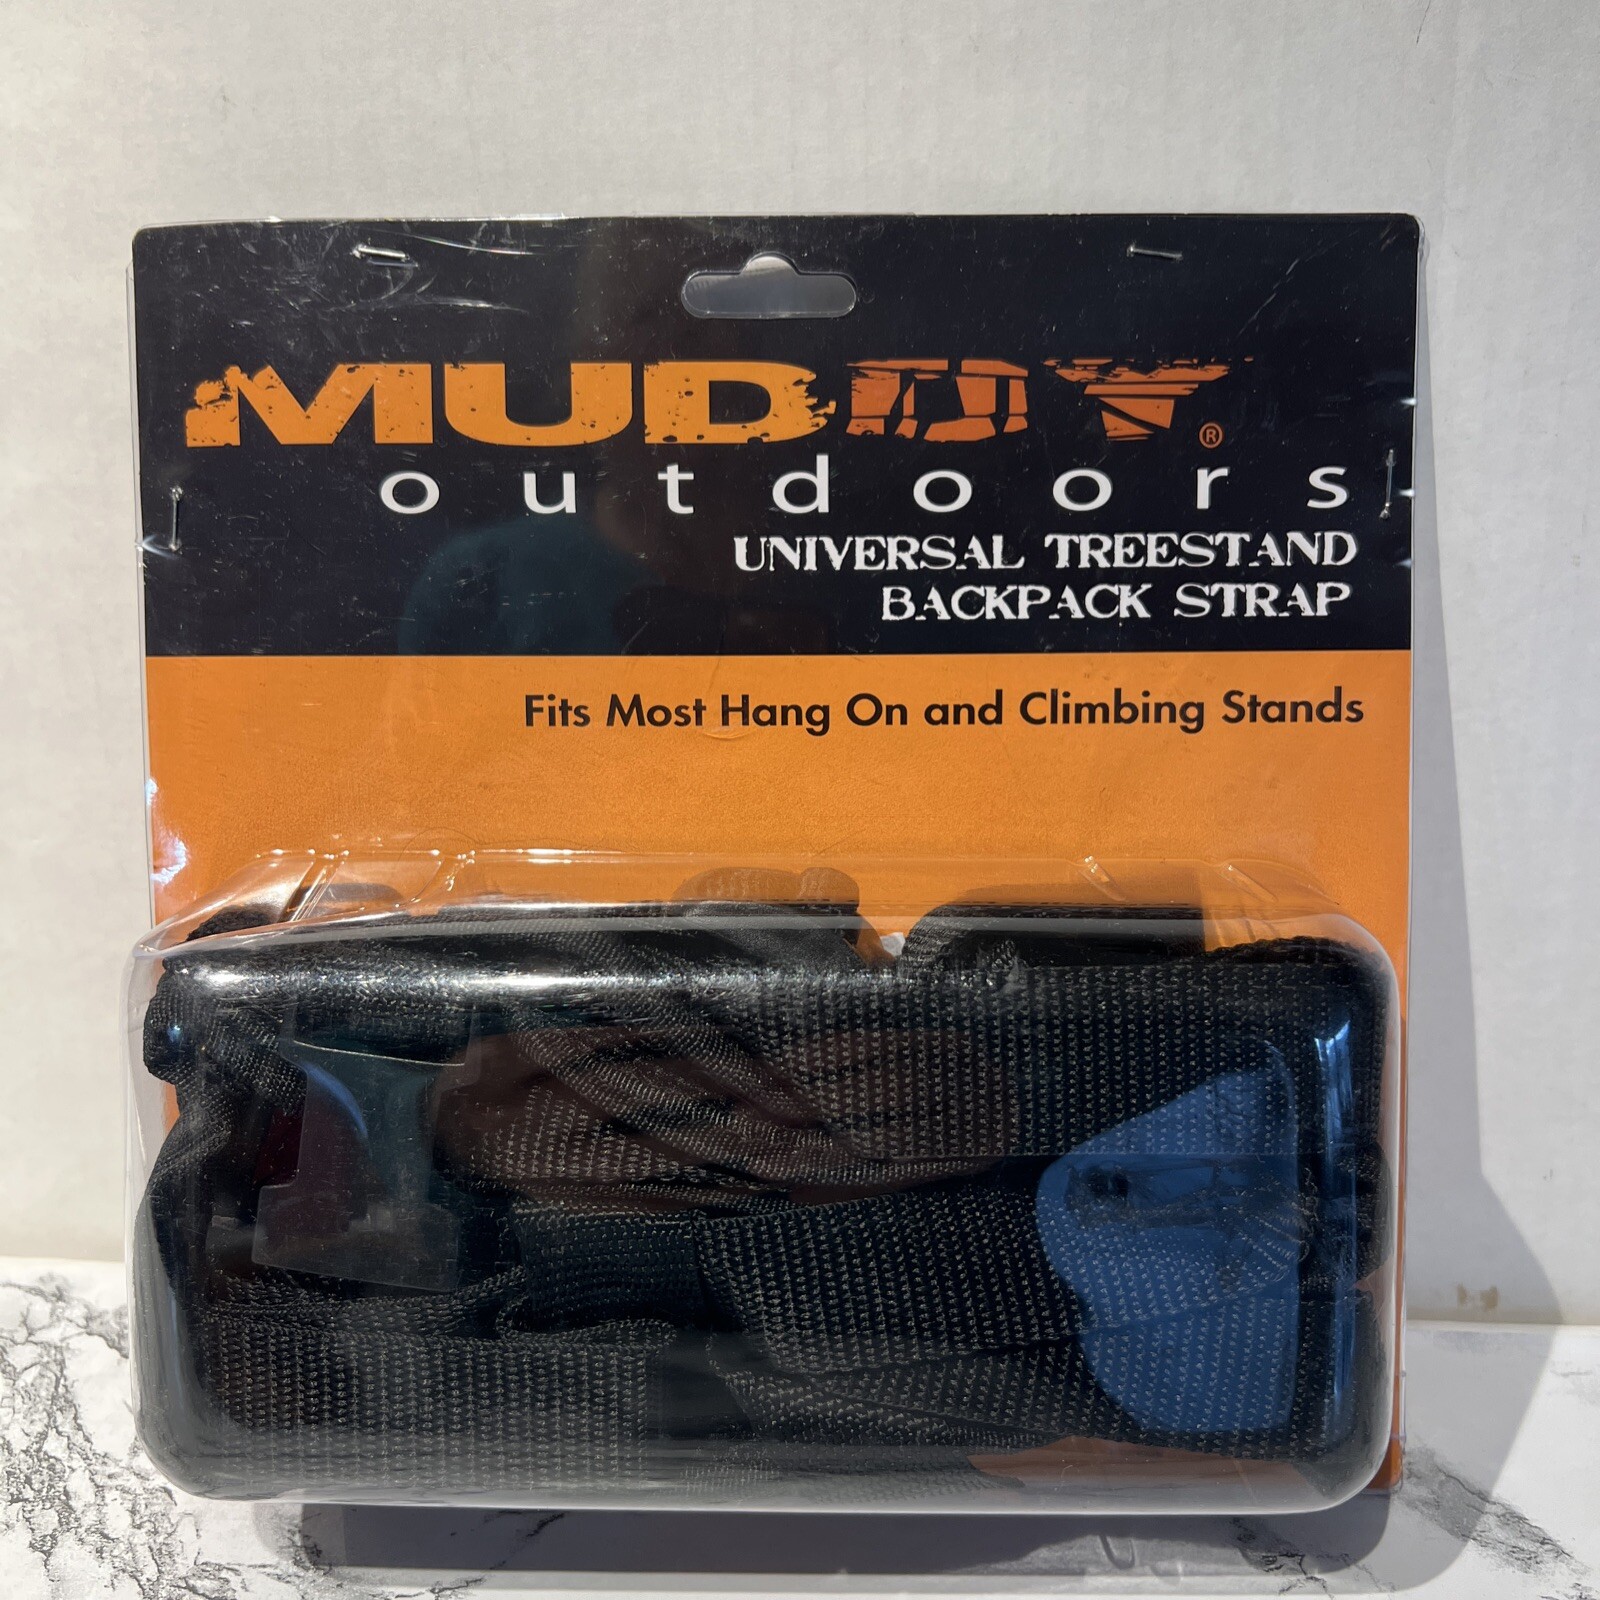 MUDDY®
outdoors
UNIVERSAL TREESTAND
BACKPACK STRAP
Fits Most Hang On and Climbing Stands